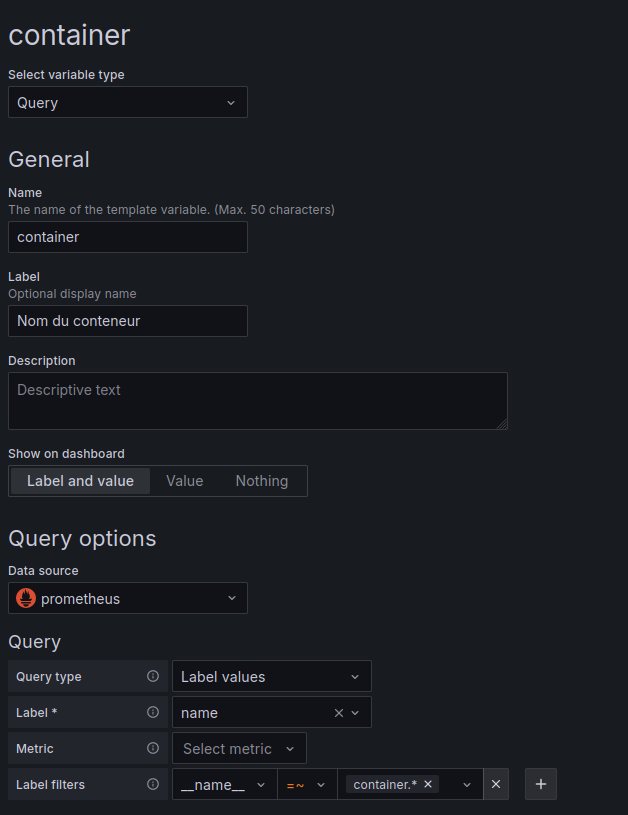 container
Select variable type
Query
General
Name
The name of the template variable. (Max. 50 characters)
container
Label
Optional display name
Nom du conteneur
Description
Descriptive text
Show on dashboard
Label and value Value Nothing
Query options
Data source
prometheus
Query
Query type Label values
Label * name
Metric Select metric
Label filters __name__ =~ container.*